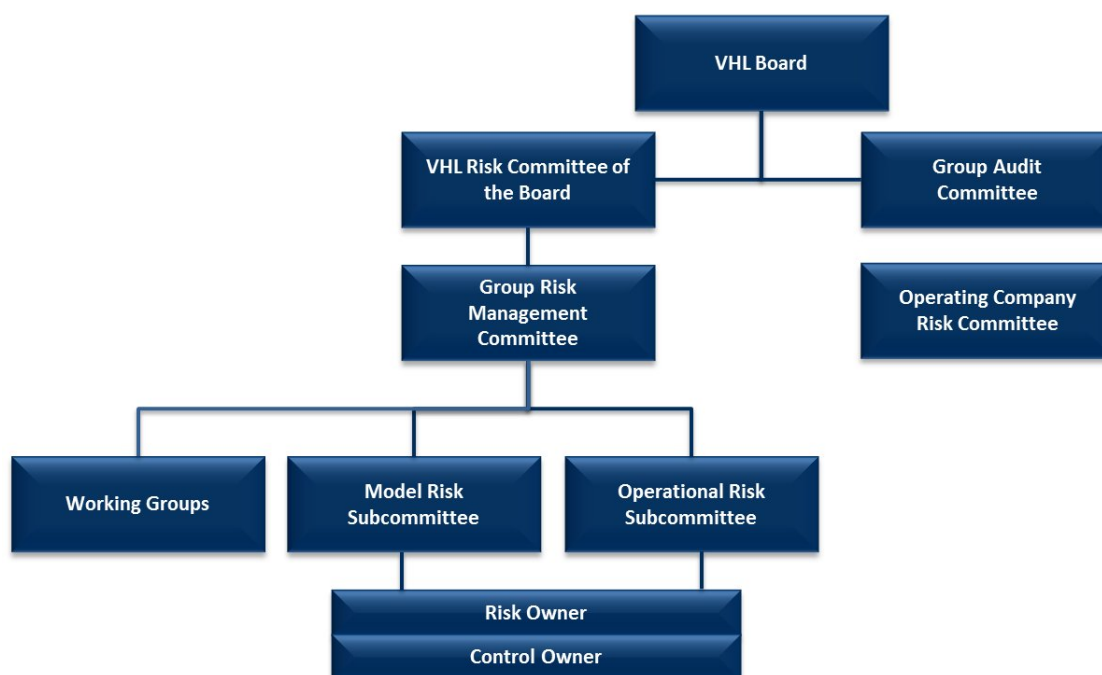 VHL Board
VHL Risk Committee of
the Board
Group Audit
Committee
Group Risk
Management
Committee
Operating Company
Risk Committee
Working Groups
Model Risk
Subcommittee
Operational Risk
Subcommittee
Risk Owner
Control Owner